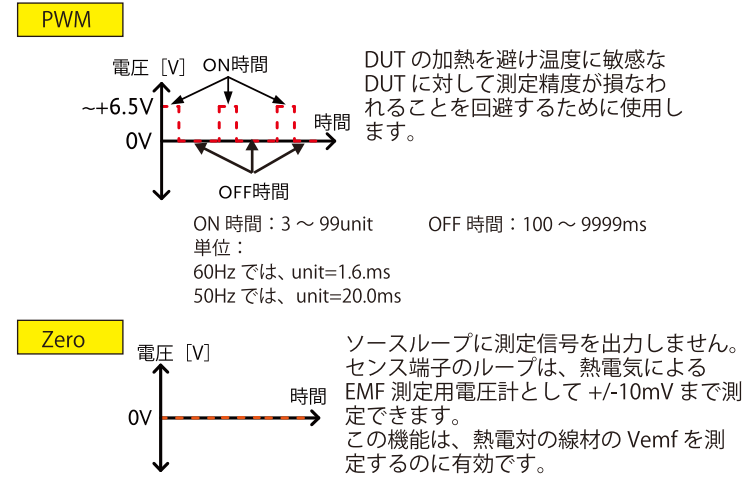 PWM
電圧［V］
ON時間
～+6.5V
0V
時間
OFF時間
DUT の加熱を避け温度に敏感な
DUT に対して測定精度が損なわ
れることを回避するために使用し
ます。
ON 時間：3 ～ 99unit　OFF 時間：100 ～ 9999ms
単位：
60Hz では、unit=1.6.ms
50Hz では、unit=20.0ms
Zero
電圧［V］
時間
0V
ソースループに測定信号を出力しません。
センス端子のループは、熱電気による
EMF 測定用電圧計として +/-10mV まで測
定できます。
この機能は、熱電対の線材の Vemf を測
定するのに有効です。